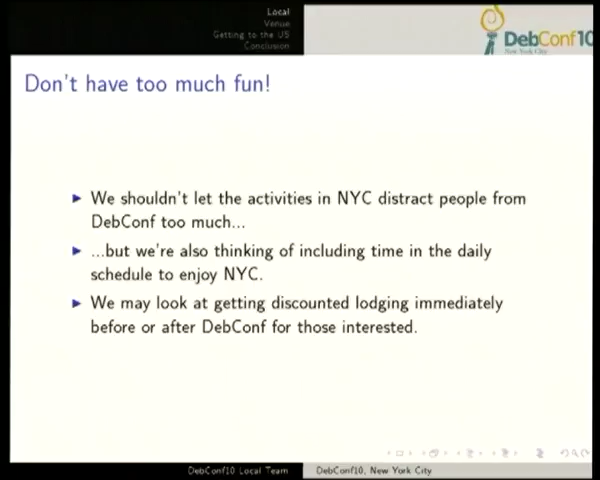 Local
Venue
Getting to the US
Conclusion
DebConf10
New York City
Don't have too much fun!
We shouldn't let the activities in NYC distract people from
DebConf too much...
...but we're also thinking of including time in the daily
schedule to enjoy NYC.
We may look at getting discounted lodging immediately
before or after DebConf for those interested.
DebConf10 Local Team
DebConf10, New York City